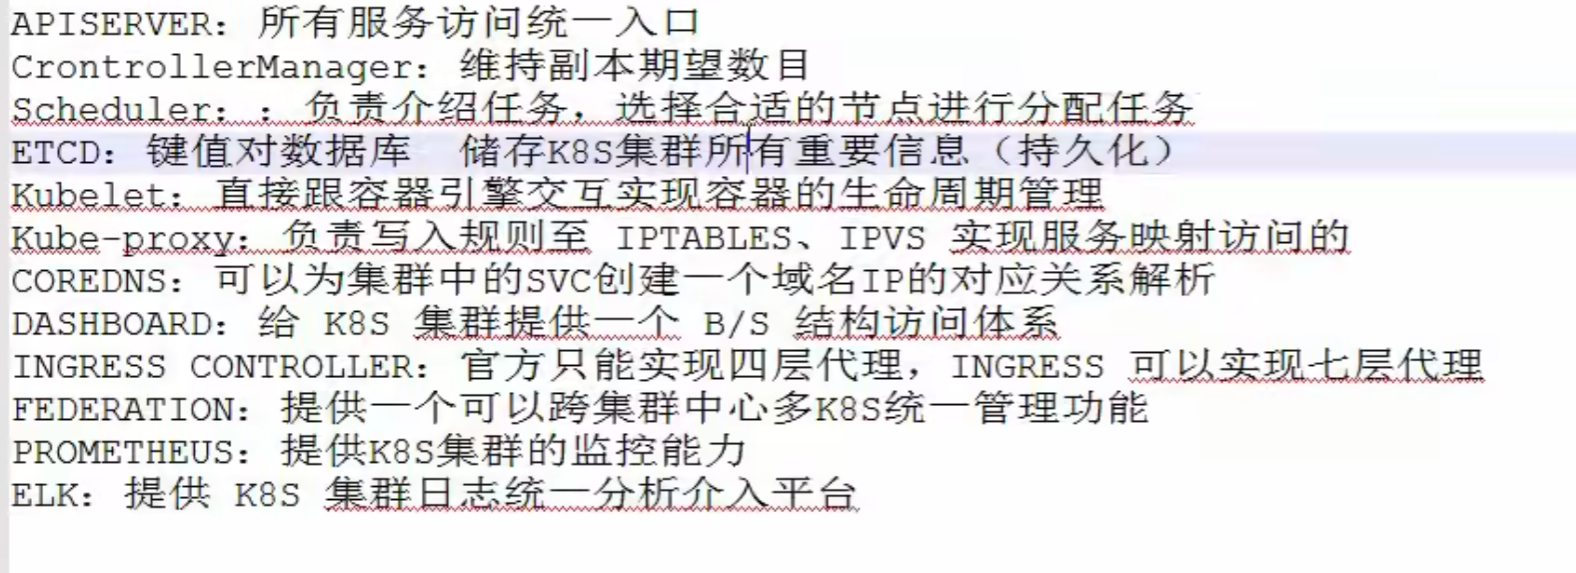 APISERVER：所有服务访问统一入口
CrontrollerManager：维持副本期望数目
Scheduler：：负责介绍任务，选择合适的节点进行分配任务
ETCD：键值对数据库  储存K8S集群所有重要信息（持久化）
Kubelet：直接跟容器引擎交互实现容器的生命周期管理
Kube-proxy：负责写入规则至 IPTABLES、IPVS 实现服务映射访问的
COREDNS：可以为集群中的SVC创建一个域名IP的对应关系解析
DASHBOARD：给 K8S 集群提供一个 B/S 结构访问体系
INGRESS CONTROLLER：官方只能实现四层代理，INGRESS 可以实现七层代理
FEDERATION：提供一个可以跨集群中心多K8S统一管理功能
PROMETHEUS：提供K8S集群的监控能力
ELK：提供 K8S 集群日志统一分析介入平台